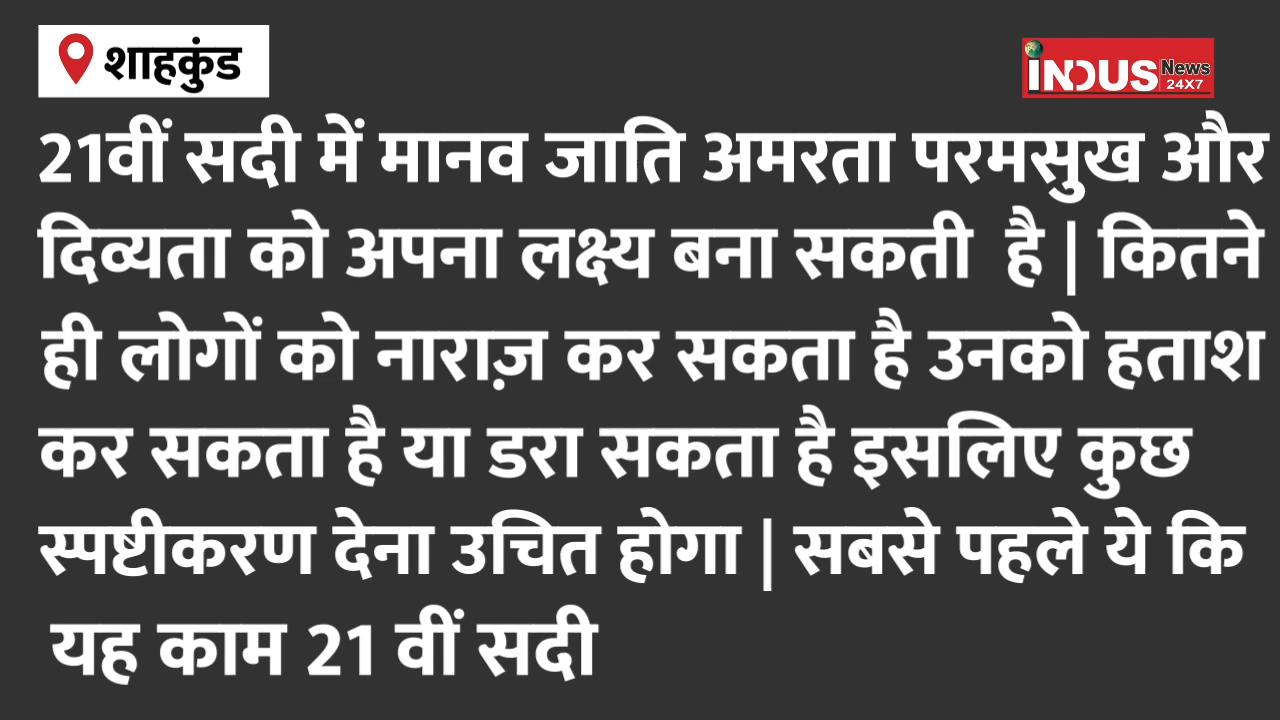 शाहकुंड
INDUS News 24X7
21वीं सदी में मानव जाति अमरता परमसुख और
दिव्यता को अपना लक्ष्य बना सकती है | कितने
ही लोगों को नाराज़ कर सकता है उनको हताश
कर सकता है या डरा सकता है इसलिए कुछ
स्पष्टीकरण देना उचित होगा | सबसे पहले ये कि
यह काम 21 वीं सदी